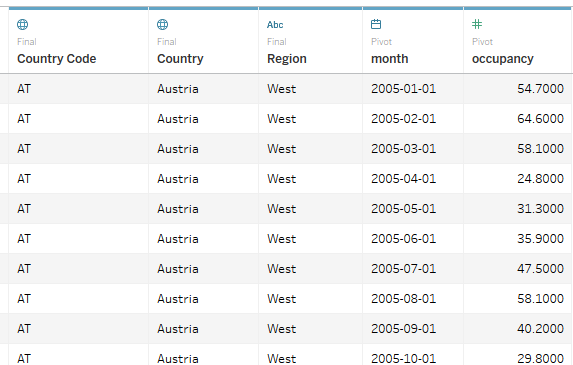 Abc
Final Final Final Pivot Pivot
Country Code Country Region month occupancy
AT Austria West 2005-01-01 54.7000
AT Austria West 2005-02-01 64.6000
AT Austria West 2005-03-01 58.1000
AT Austria West 2005-04-01 24.8000
AT Austria West 2005-05-01 31.3000
AT Austria West 2005-06-01 35.9000
AT Austria West 2005-07-01 47.5000
AT Austria West 2005-08-01 58.1000
AT Austria West 2005-09-01 40.2000
AT Austria West 2005-10-01 29.8000